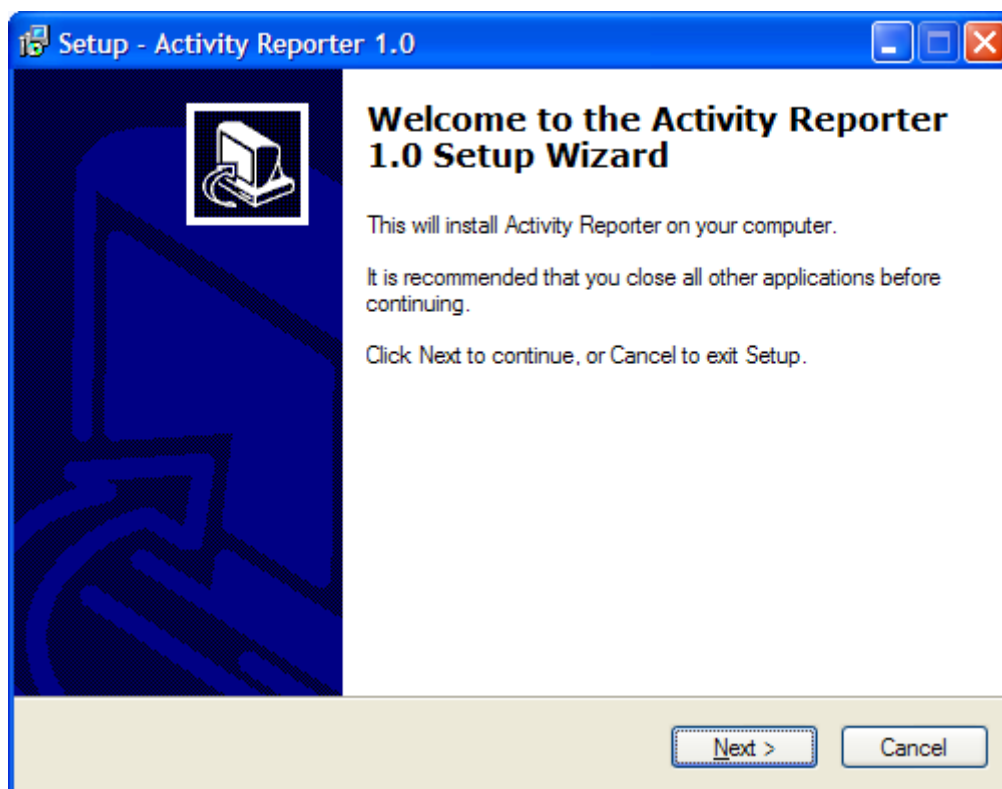 Setup - Activity Reporter 1.0
Welcome to the Activity Reporter
1.0 Setup Wizard
This will install Activity Reporter on your computer.
It is recommended that you close all other applications before
continuing.
Click Next to continue, or Cancel to exit Setup.
Next >
Cancel